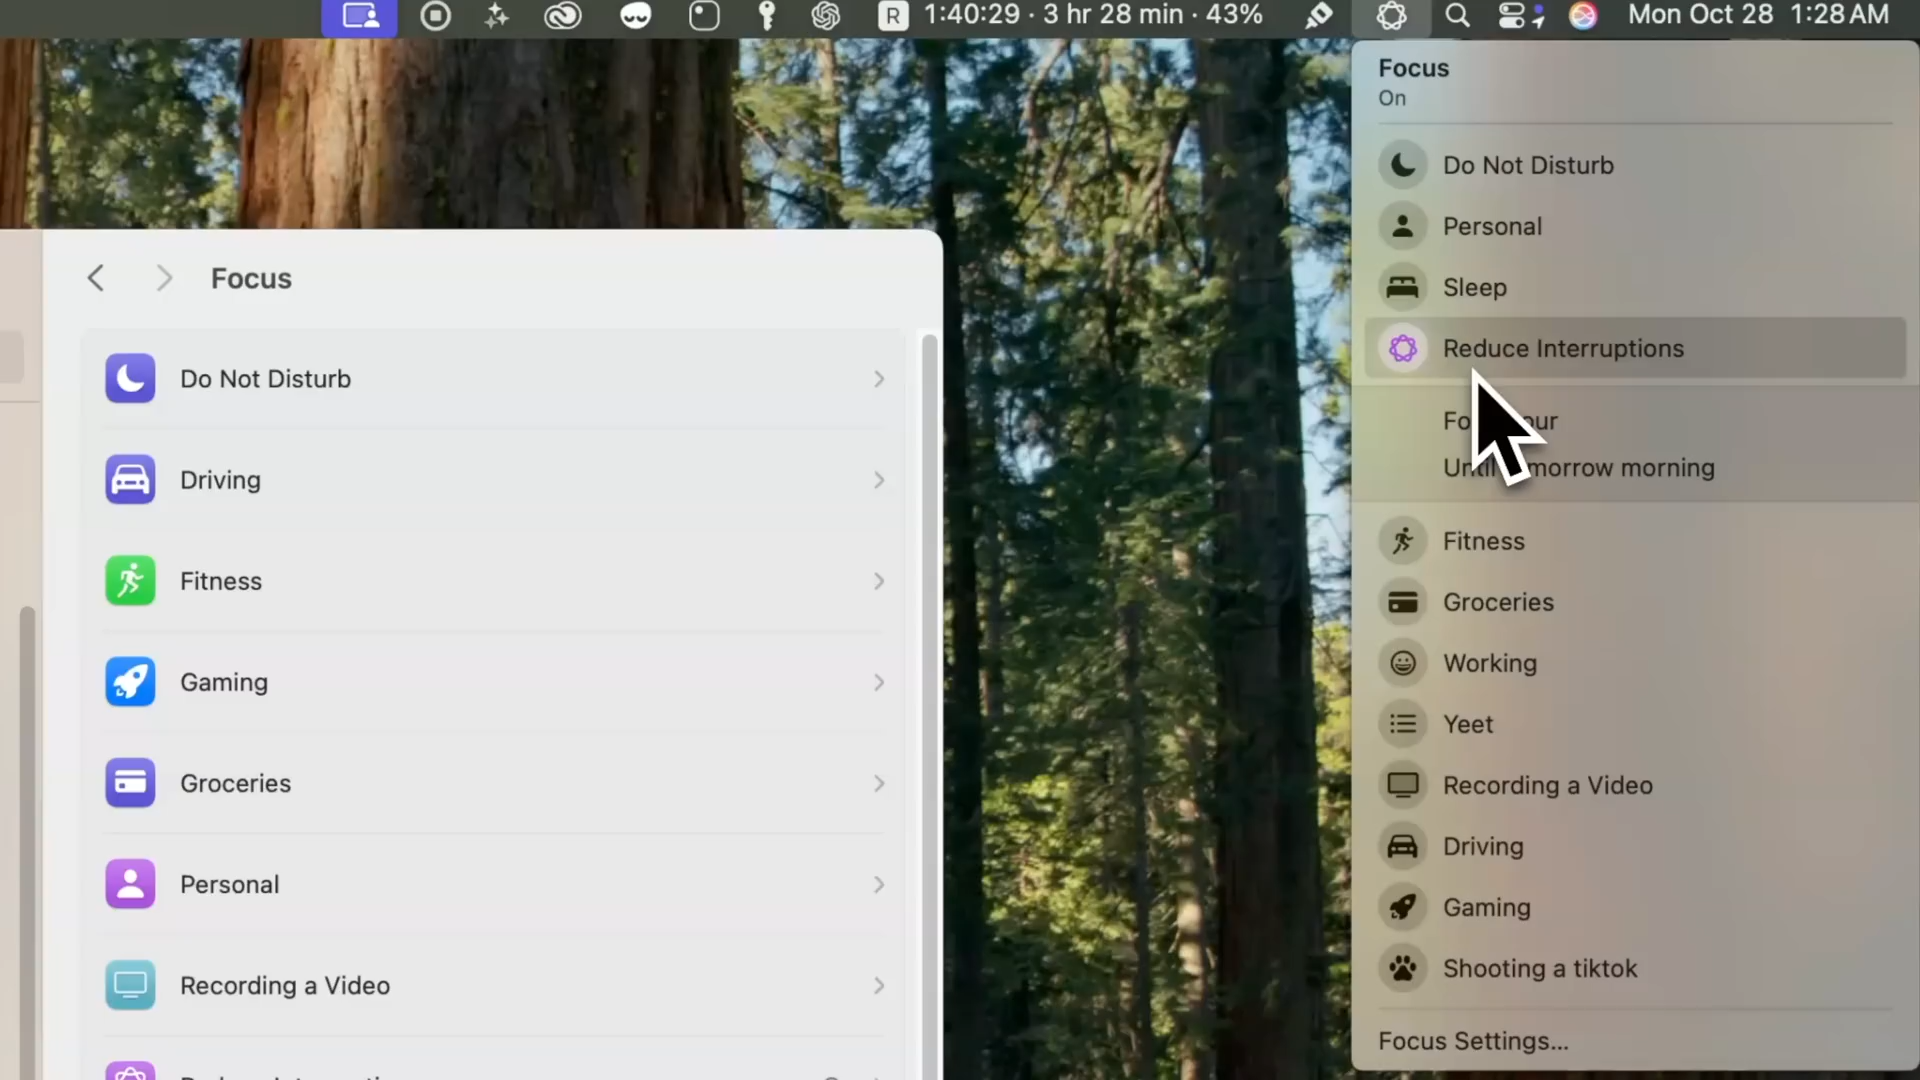 R 1:40:29 · 3 hr 28 min · 43% Mon Oct 28 1:28 AM
Focus
Do Not Disturb
Driving
Fitness
Gaming
Groceries
Personal
Recording a Video
Focus
On
Do Not Disturb
Personal
Sleep
Reduce Interruptions
morning
Fitness
Groceries
Working
Yeet
Recording a Video
Driving
Gaming
Shooting a tiktok
Focus Settings...